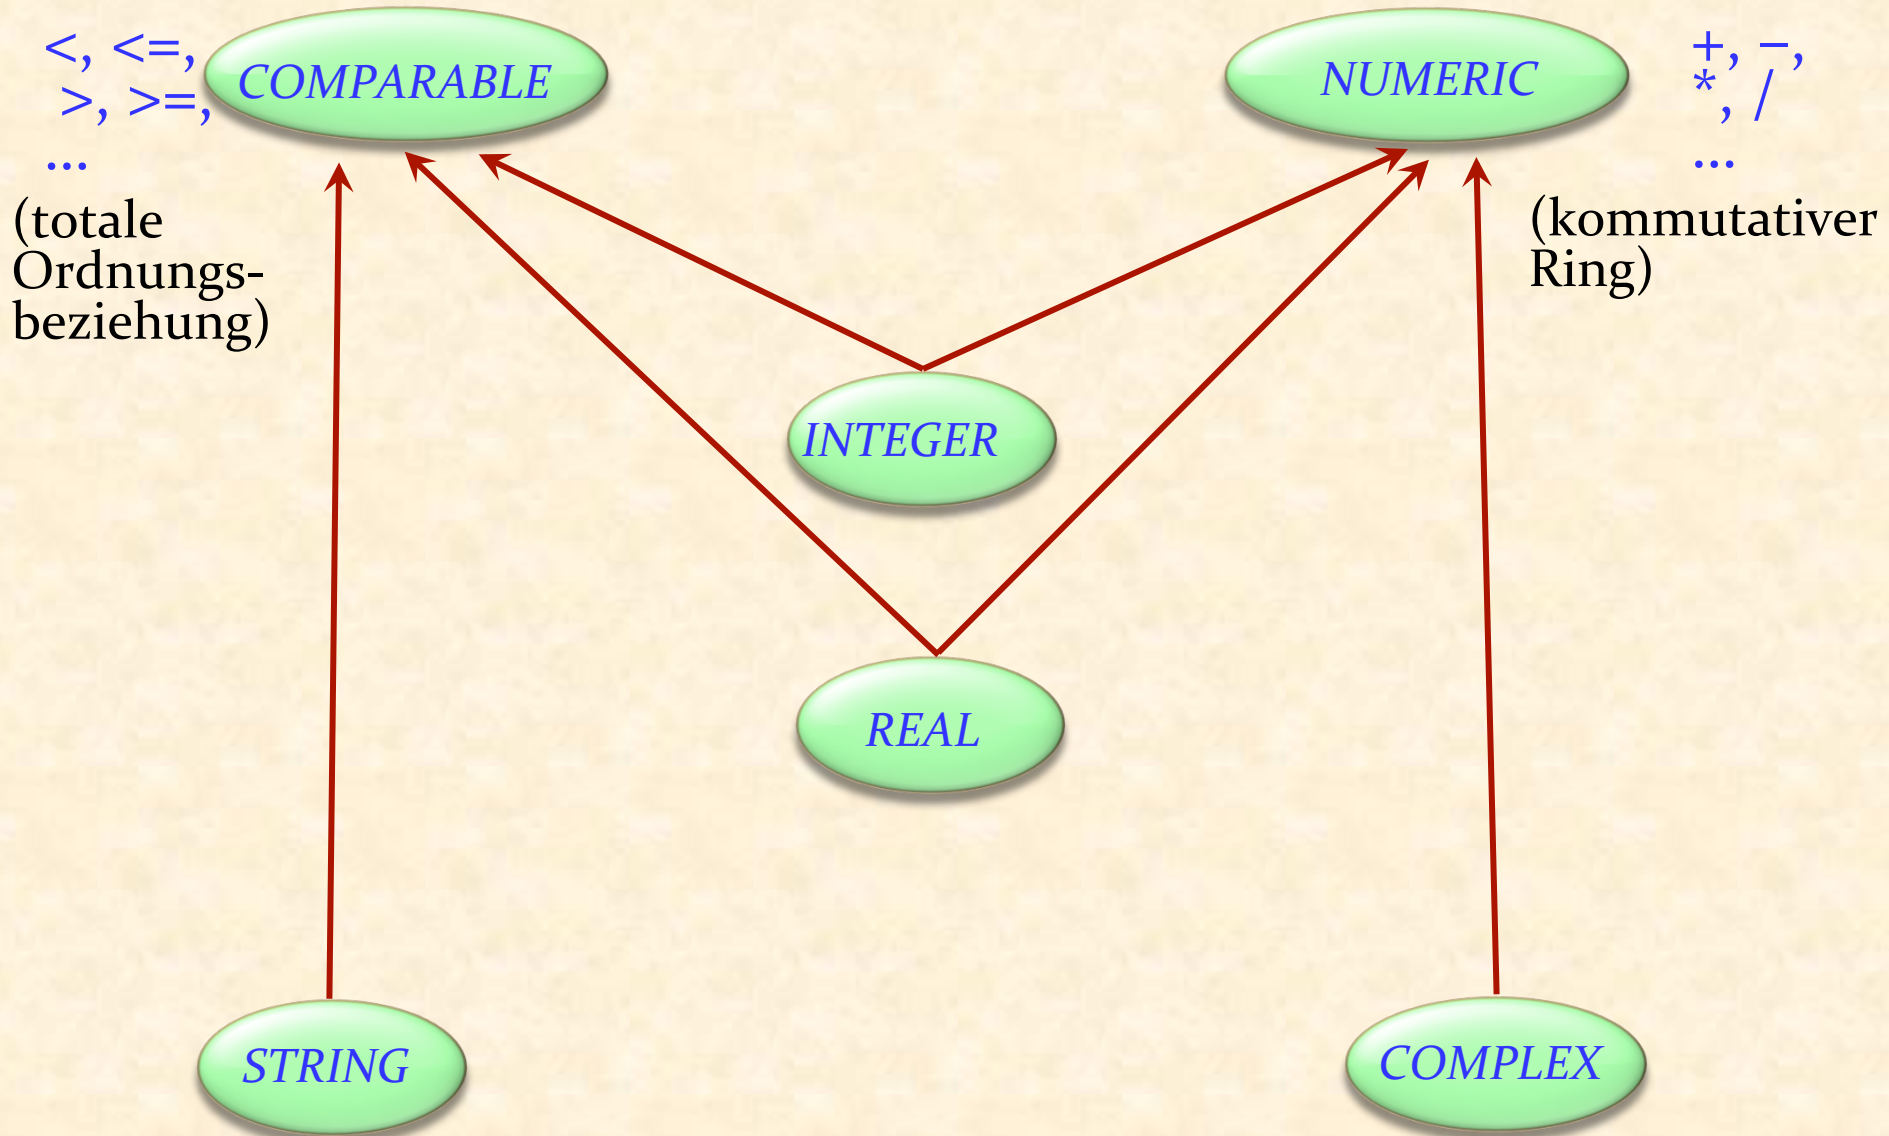 <, <=,
>, >=,
...
(totale
Ordnungs-
beziehung)
COMPARABLE
NUMERIC
+, –,
*, /
...
(kommutativer
Ring)
INTEGER
REAL
STRING
COMPLEX